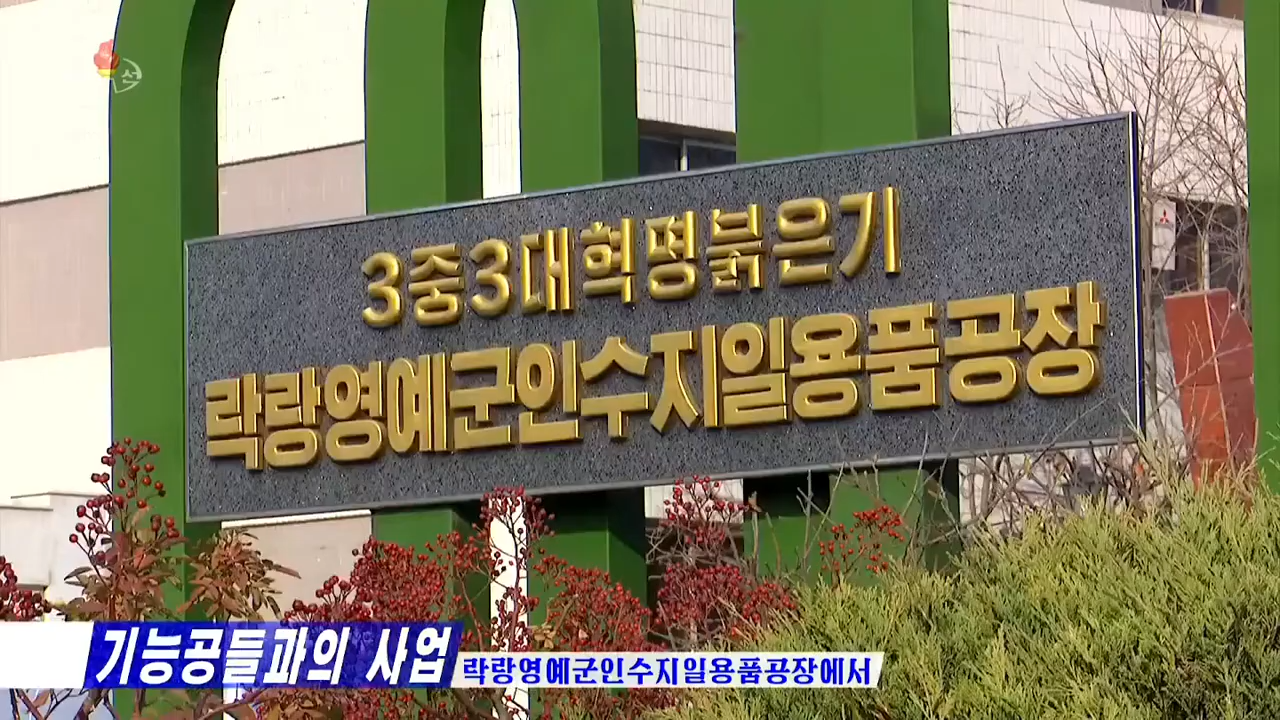 3중3대혁명붉은기
락랑영예군인수지일용품공장
기능공들과의 사업
락랑영예군인수지일용품공장에서